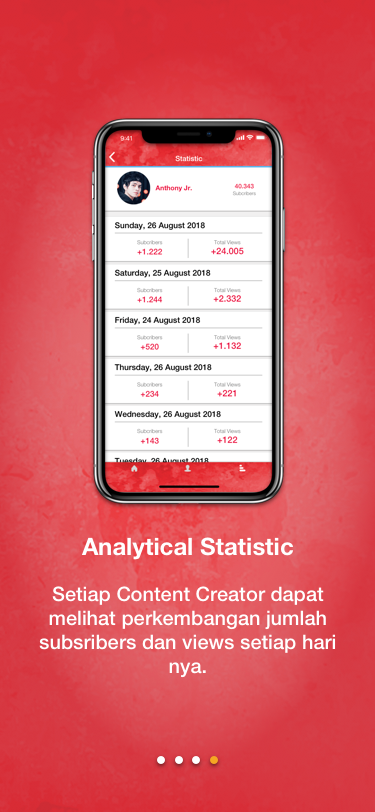 9:41
Statistic
Anthony Jr.
40.343
Subcribers
Sunday, 26 August 2018
Subcribers Total Views
+1.222 +24.005
Saturday, 25 August 2018
Subcribers Total Views
+1.244 +2.332
Friday, 24 August 2018
Subcribers Total Views
+520 +1.132
Thursday, 26 August 2018
Subcribers Total Views
+234 +221
Wednesday, 26 August 2018
Subcribers Total Views
+143 +122
Tuesday, 26 August 2018
Analytical Statistic
Setiap Content Creator dapat
melihat perkembangan jumlah
subsribers dan views setiap hari
nya.